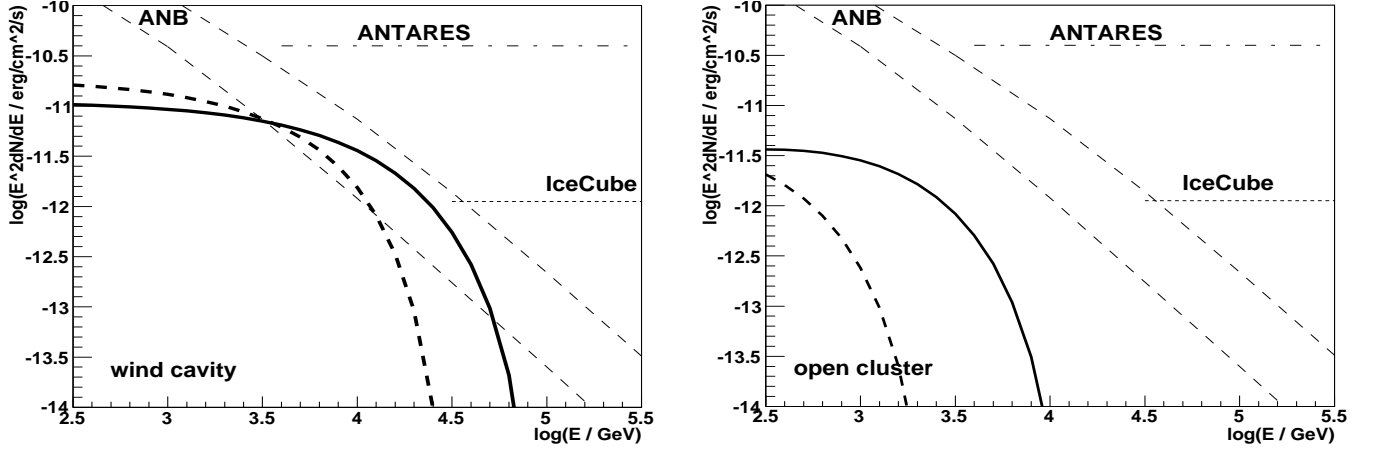 log(E^2dN/dE / erg/cm^2/s)
-10
-10.5
-11
-11.5
-12
-12.5
-13
-13.5
-14
ANB
ANTARES
IceCube
wind cavity
2.5 3 3.5 4 4.5 5 5.5
log(E / GeV)
log(E^2dN/dE / erg/cm^2/s)
-10
-10.5
-11
-11.5
-12
-12.5
-13
-13.5
-14
ANB
ANTARES
IceCube
open cluster
2.5 3 3.5 4 4.5 5 5.5
log(E / GeV)